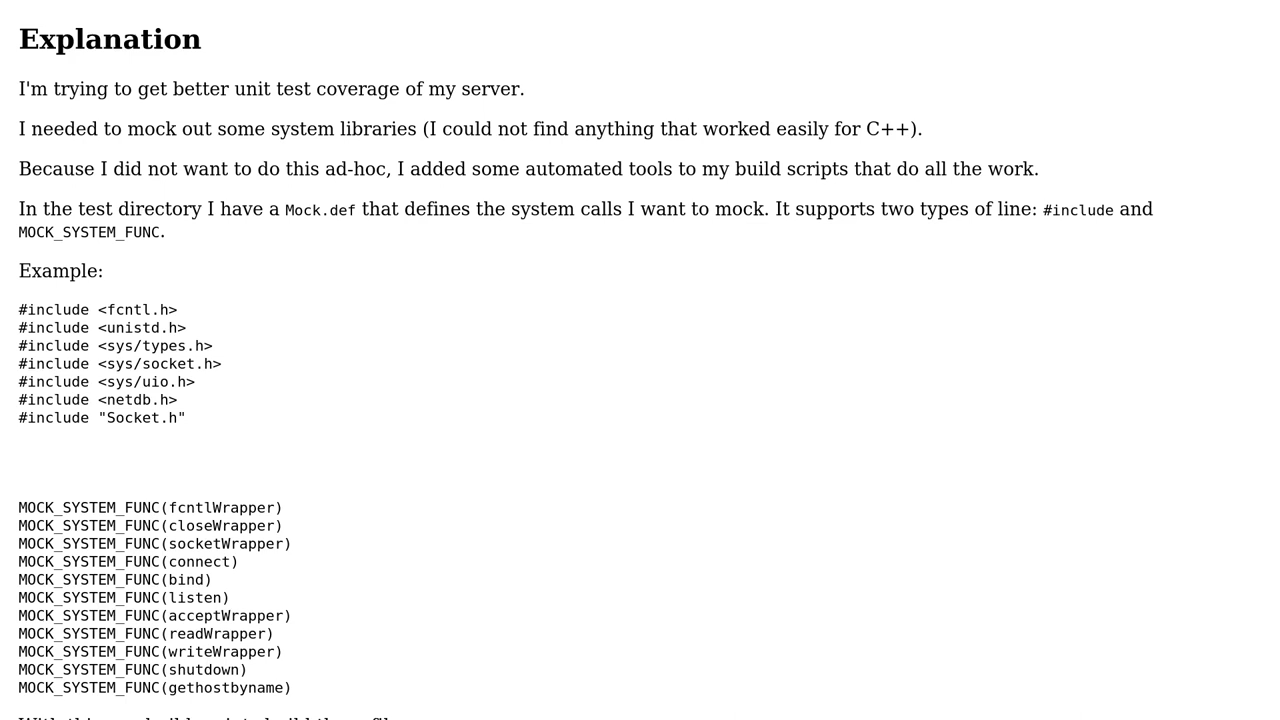 Explanation
I'm trying to get better unit test coverage of my server.
I needed to mock out some system libraries (I could not find anything that worked easily for C++).
Because I did not want to do this ad-hoc, I added some automated tools to my build scripts that do all the work.
In the test directory I have a Mock.def that defines the system calls I want to mock. It supports two types of line: #include and
MOCK_SYSTEM_FUNC.
Example:
#include <fcntl.h>
#include <unistd.h>
#include <sys/types.h>
#include <sys/socket.h>
#include <sys/uio.h>
#include <netdb.h>
#include "Socket.h"
MOCK_SYSTEM_FUNC(fcntlWrapper)
MOCK_SYSTEM_FUNC(closeWrapper)
MOCK_SYSTEM_FUNC(socketWrapper)
MOCK_SYSTEM_FUNC(connect)
MOCK_SYSTEM_FUNC(bind)
MOCK_SYSTEM_FUNC(listen)
MOCK_SYSTEM_FUNC(acceptWrapper)
MOCK_SYSTEM_FUNC(readWrapper)
MOCK_SYSTEM_FUNC(writeWrapper)
MOCK_SYSTEM_FUNC(shutdown)
MOCK_SYSTEM_FUNC(gethostbyname)